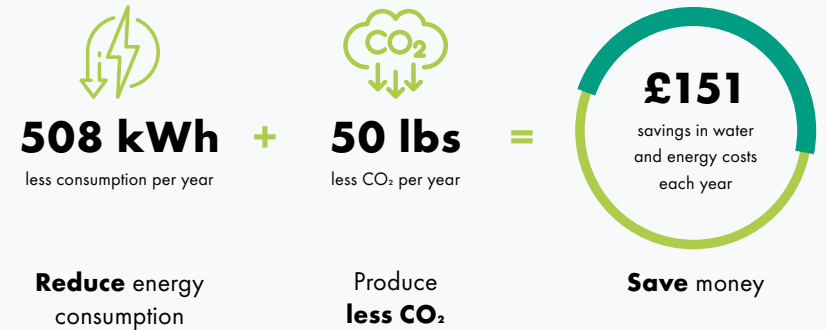 CO2
508 kWh
less consumption per year
+
50 lbs
less CO₂ per year
=
£151
savings in water
and energy costs
each year
Reduce energy
consumption
Produce
less CO₂
Save money